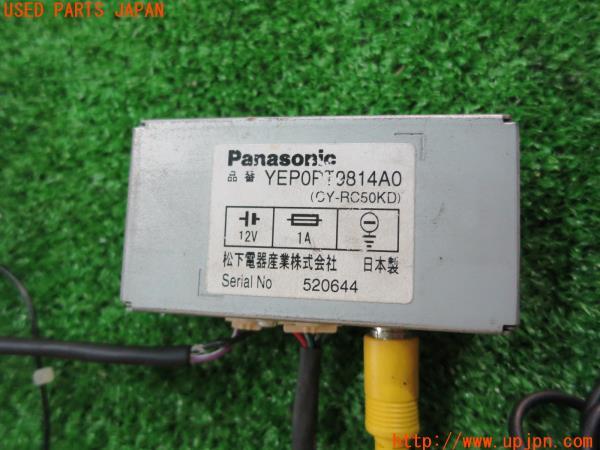 USED PARTS JAPAN
Panasonic
品番 YEP0PT9814A0
(CY-RC50KD)
12V
1A
松下電器産業株式会社 日本製
Serial No 520644
http://www.upjpn.com